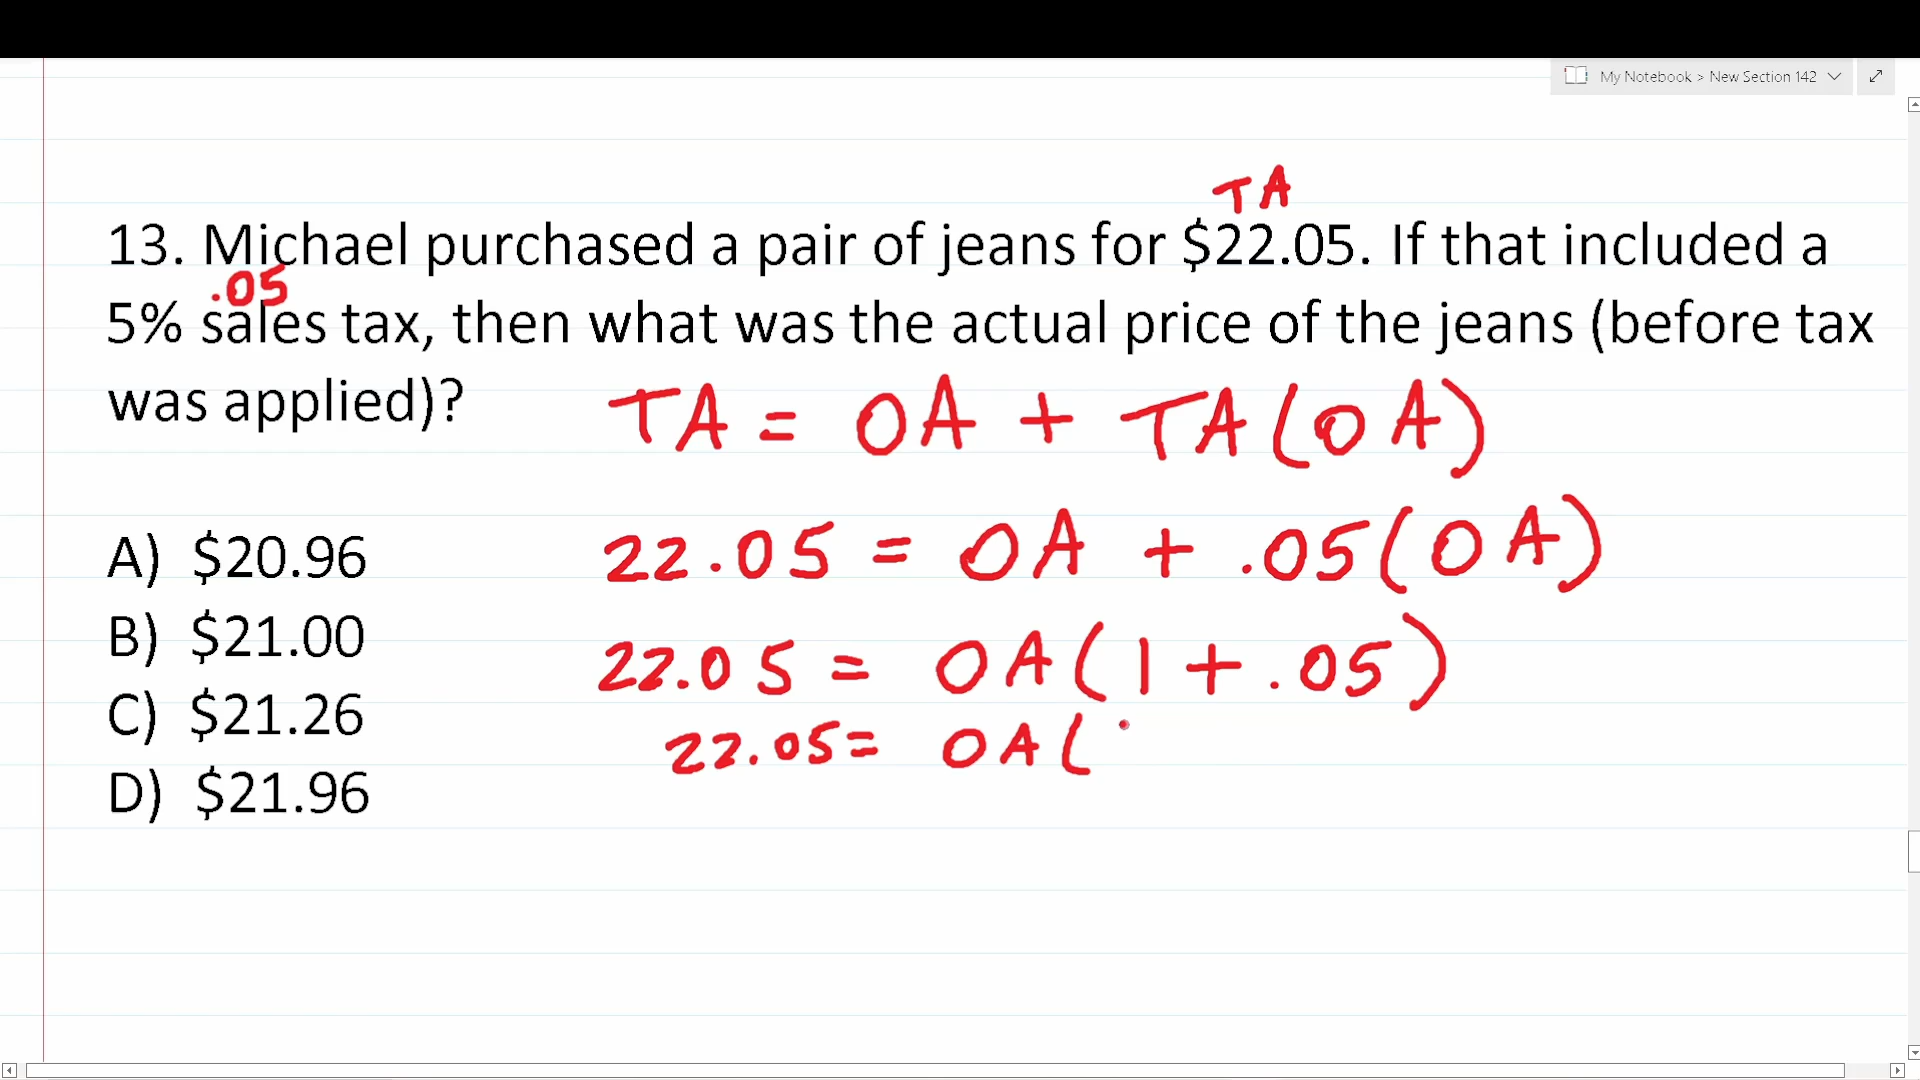 My Notebook > New Section 142
TA
13. Michael purchased a pair of jeans for $22.05. If that included a
.05
5% sales tax, then what was the actual price of the jeans (before tax
was applied)?
TA = OA + TA(OA)
22.05 = OA + .05(OA)
A) $20.96
B) $21.00
22.05 = OA(1 + .05)
C) $21.26
22.05 = OA(
D) $21.96